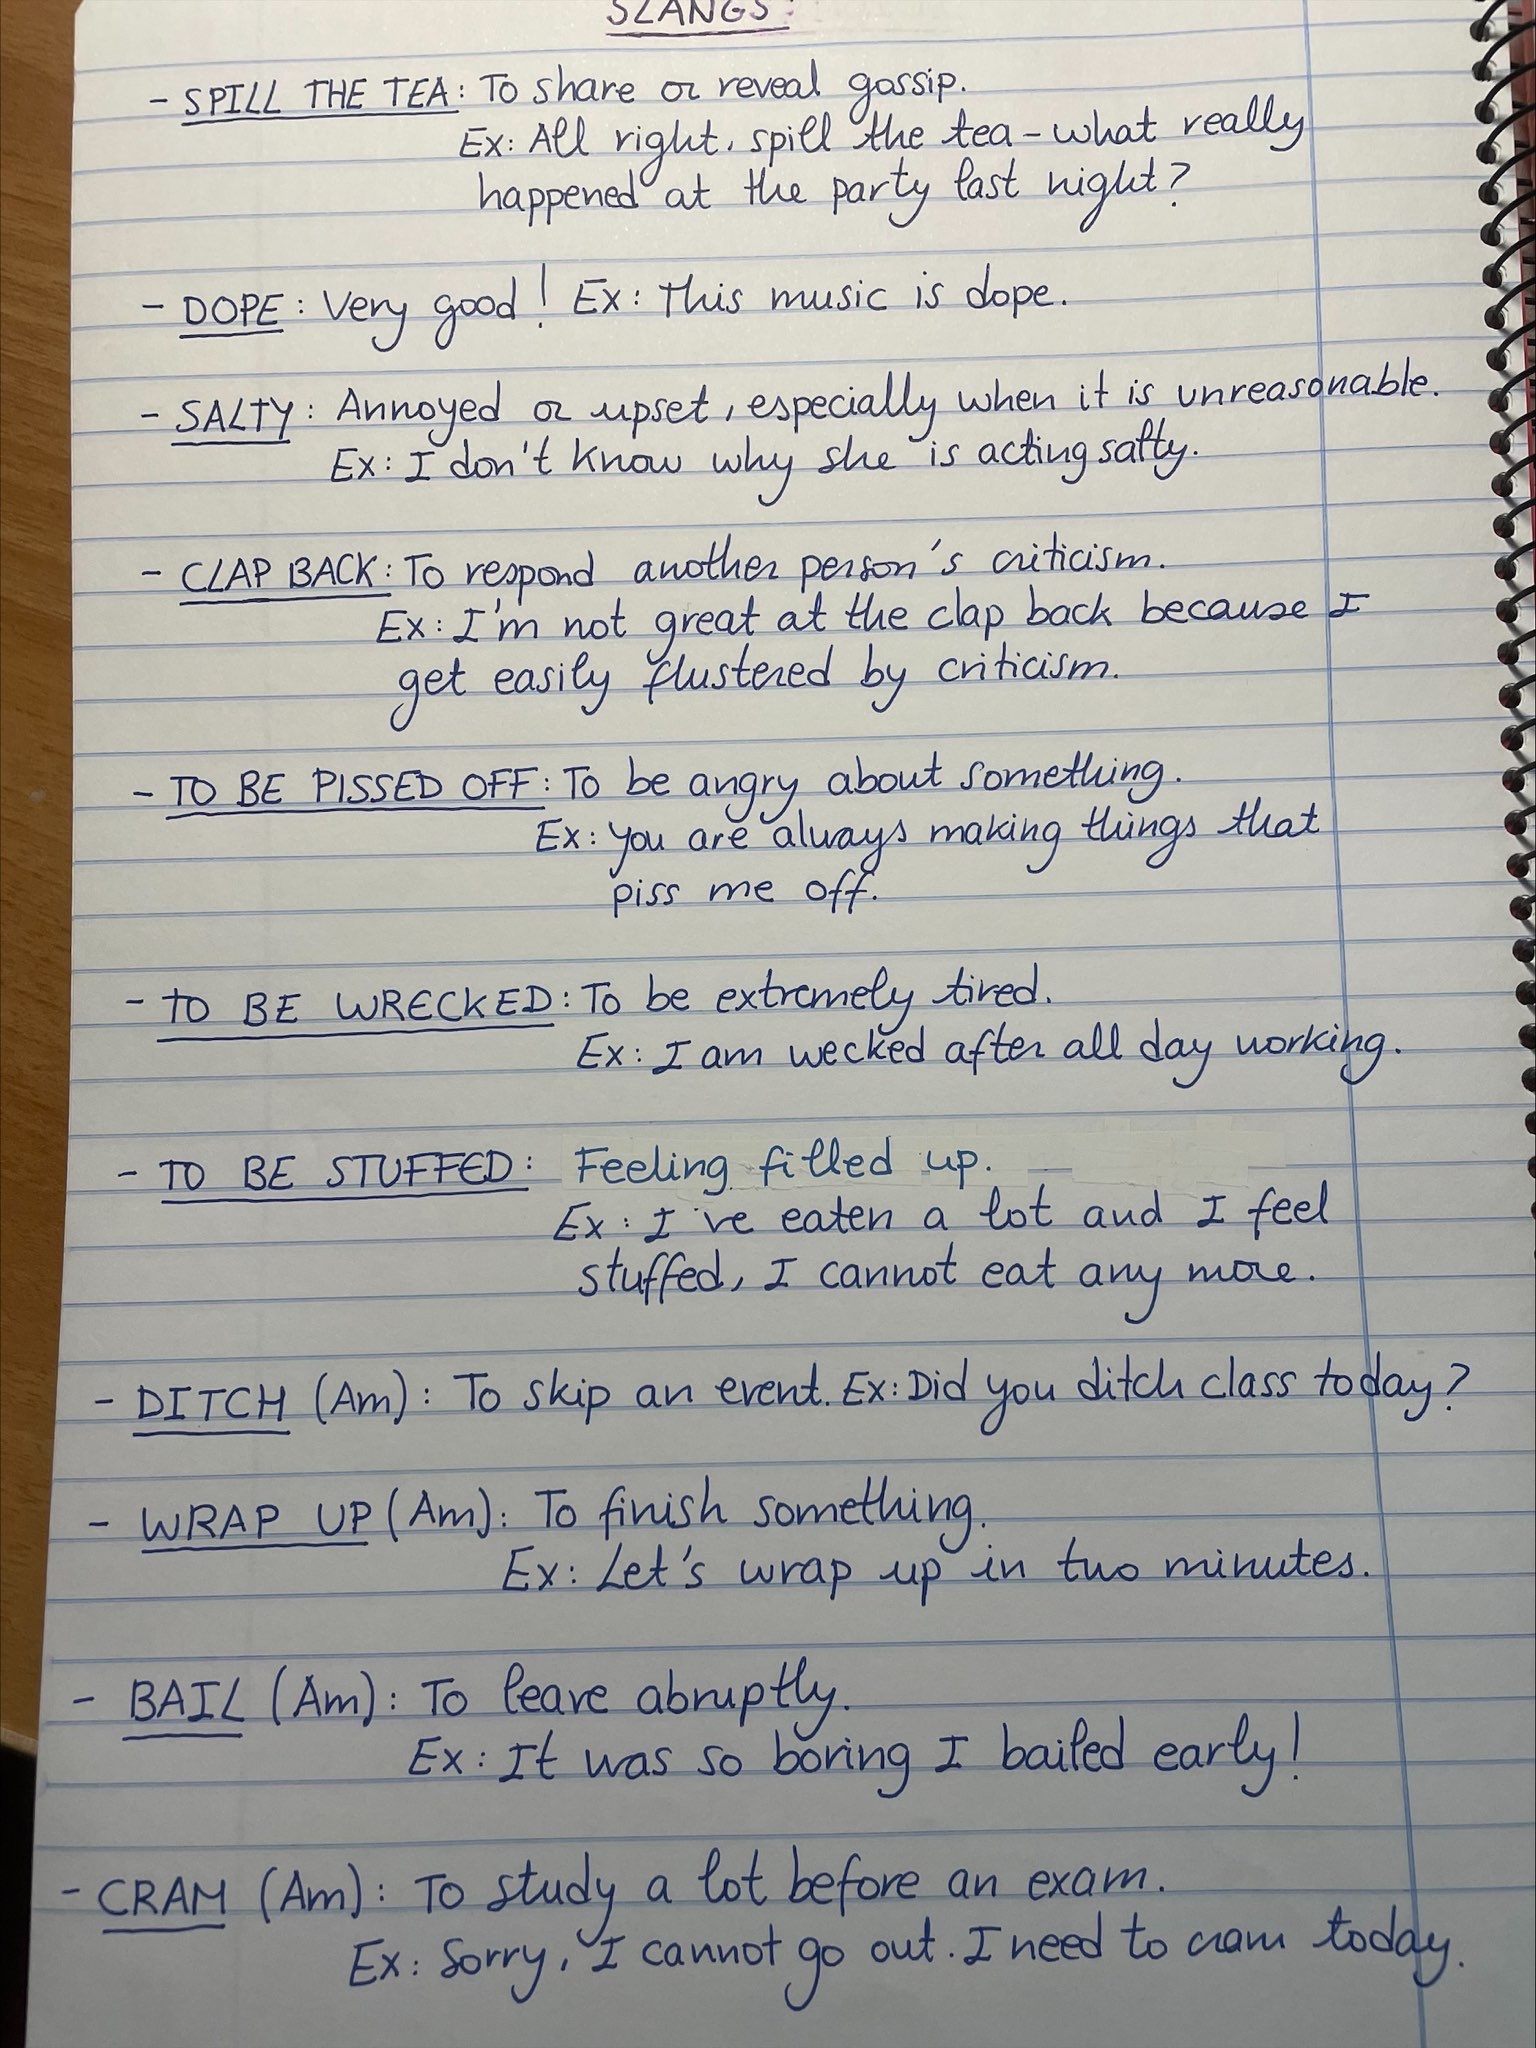 SLANGS:
- SPILL THE TEA: To share or reveal gossip.
Ex: All right, spill the tea - what really
happened at the party last night?
- DOPE: Very good! Ex: This music is dope.
- SALTY: Annoyed or upset, especially when it is unreasonable.
Ex: I don't know why she is acting salty.
- CLAP BACK: To respond another person's criticism.
Ex: I'm not great at the clap back because I
get easily flustered by criticism.
- TO BE PISSED OFF: To be angry about something.
Ex: you are always making things that
piss me off.
- TO BE WRECKED: To be extremely tired.
Ex: I am wecked after all day working.
- TO BE STUFFED: Feeling filled up.
Ex: I've eaten a lot and I feel
stuffed, I cannot eat any more.
- DITCH (Am): To skip an event. Ex: Did you ditch class today?
- WRAP UP (Am): To finish something.
Ex: Let's wrap up in two minutes.
- BAIL (Am): To leave abruptly.
Ex: It was so boring I bailed early!
- CRAM (Am): To study a lot before an exam.
Ex: Sorry, I cannot go out. I need to cram today.